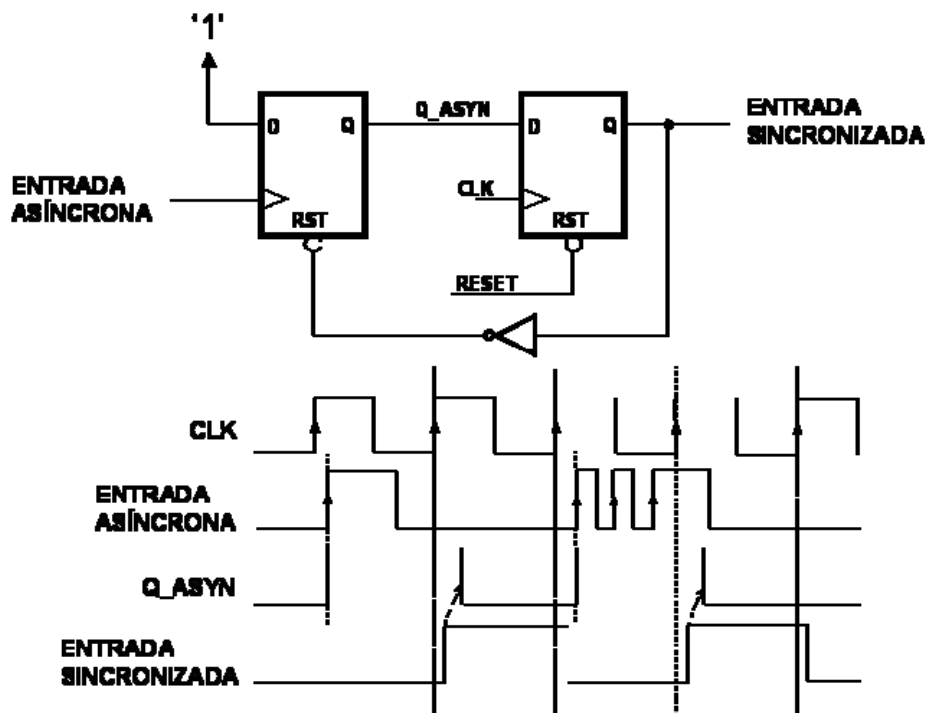 '1'
D Q
Q_ASYN
D Q
ENTRADA
SINCRONIZADA
ENTRADA
ASÍNCRONA
CLK
RST
RST
RESET
CLK
ENTRADA
ASÍNCRONA
Q_ASYN
ENTRADA
SINCRONIZADA